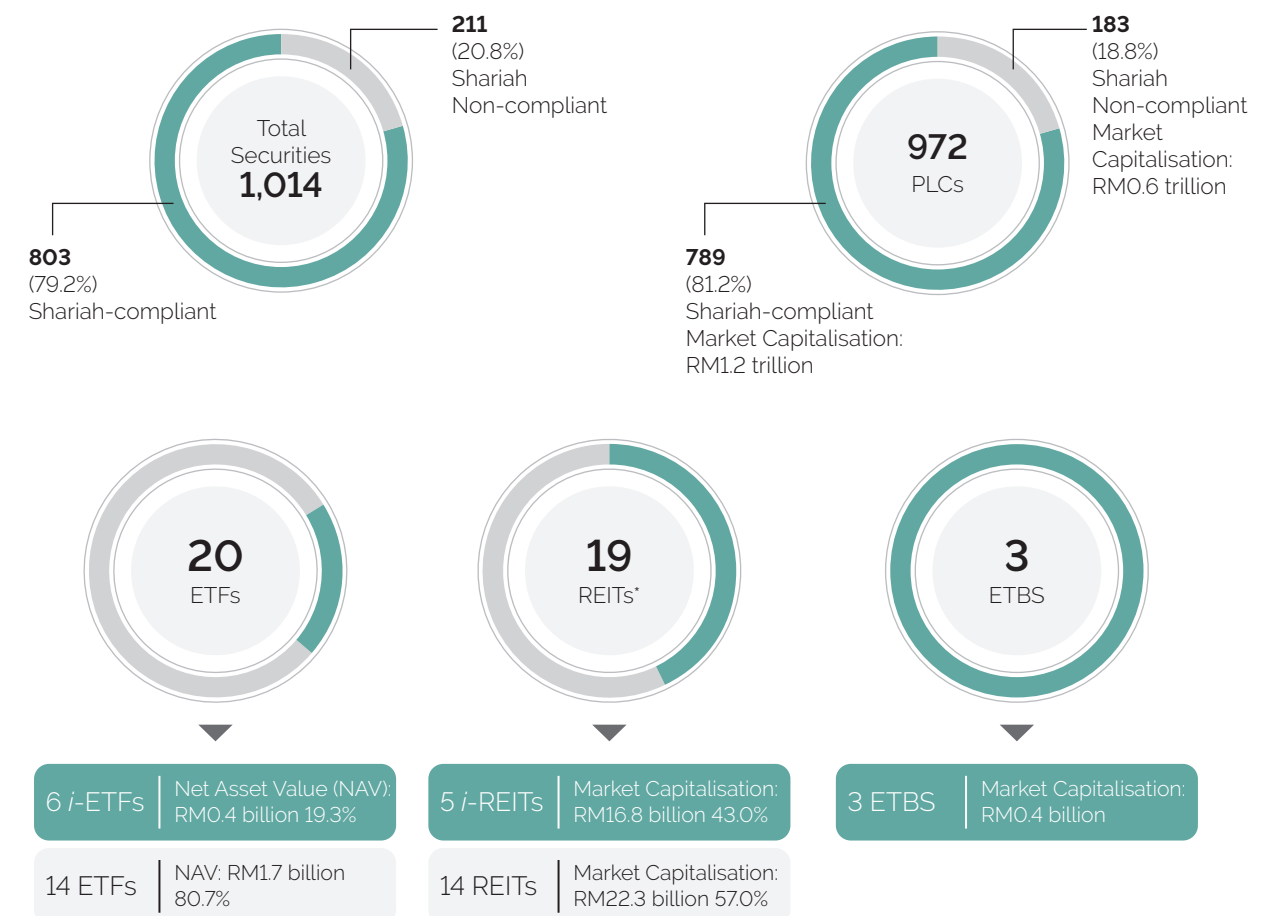 211
(20.8%)
Shariah
Non-compliant
Total
Securities
1,014
803
(79.2%)
Shariah-compliant
183
(18.8%)
Shariah
Non-compliant
Market
Capitalisation:
RM0.6 trillion
972
PLCs
789
(81.2%)
Shariah-compliant
Market Capitalisation:
RM1.2 trillion
20
ETFs
6 i-ETFs
Net Asset Value (NAV):
RM0.4 billion 19.3%
14 ETFs
NAV: RM1.7 billion
80.7%
19
REITs*
5 i-REITs
Market Capitalisation:
RM16.8 billion 43.0%
14 REITs
Market Capitalisation:
RM22.3 billion 57.0%
3
ETBS
3 ETBS
Market Capitalisation:
RM0.4 billion